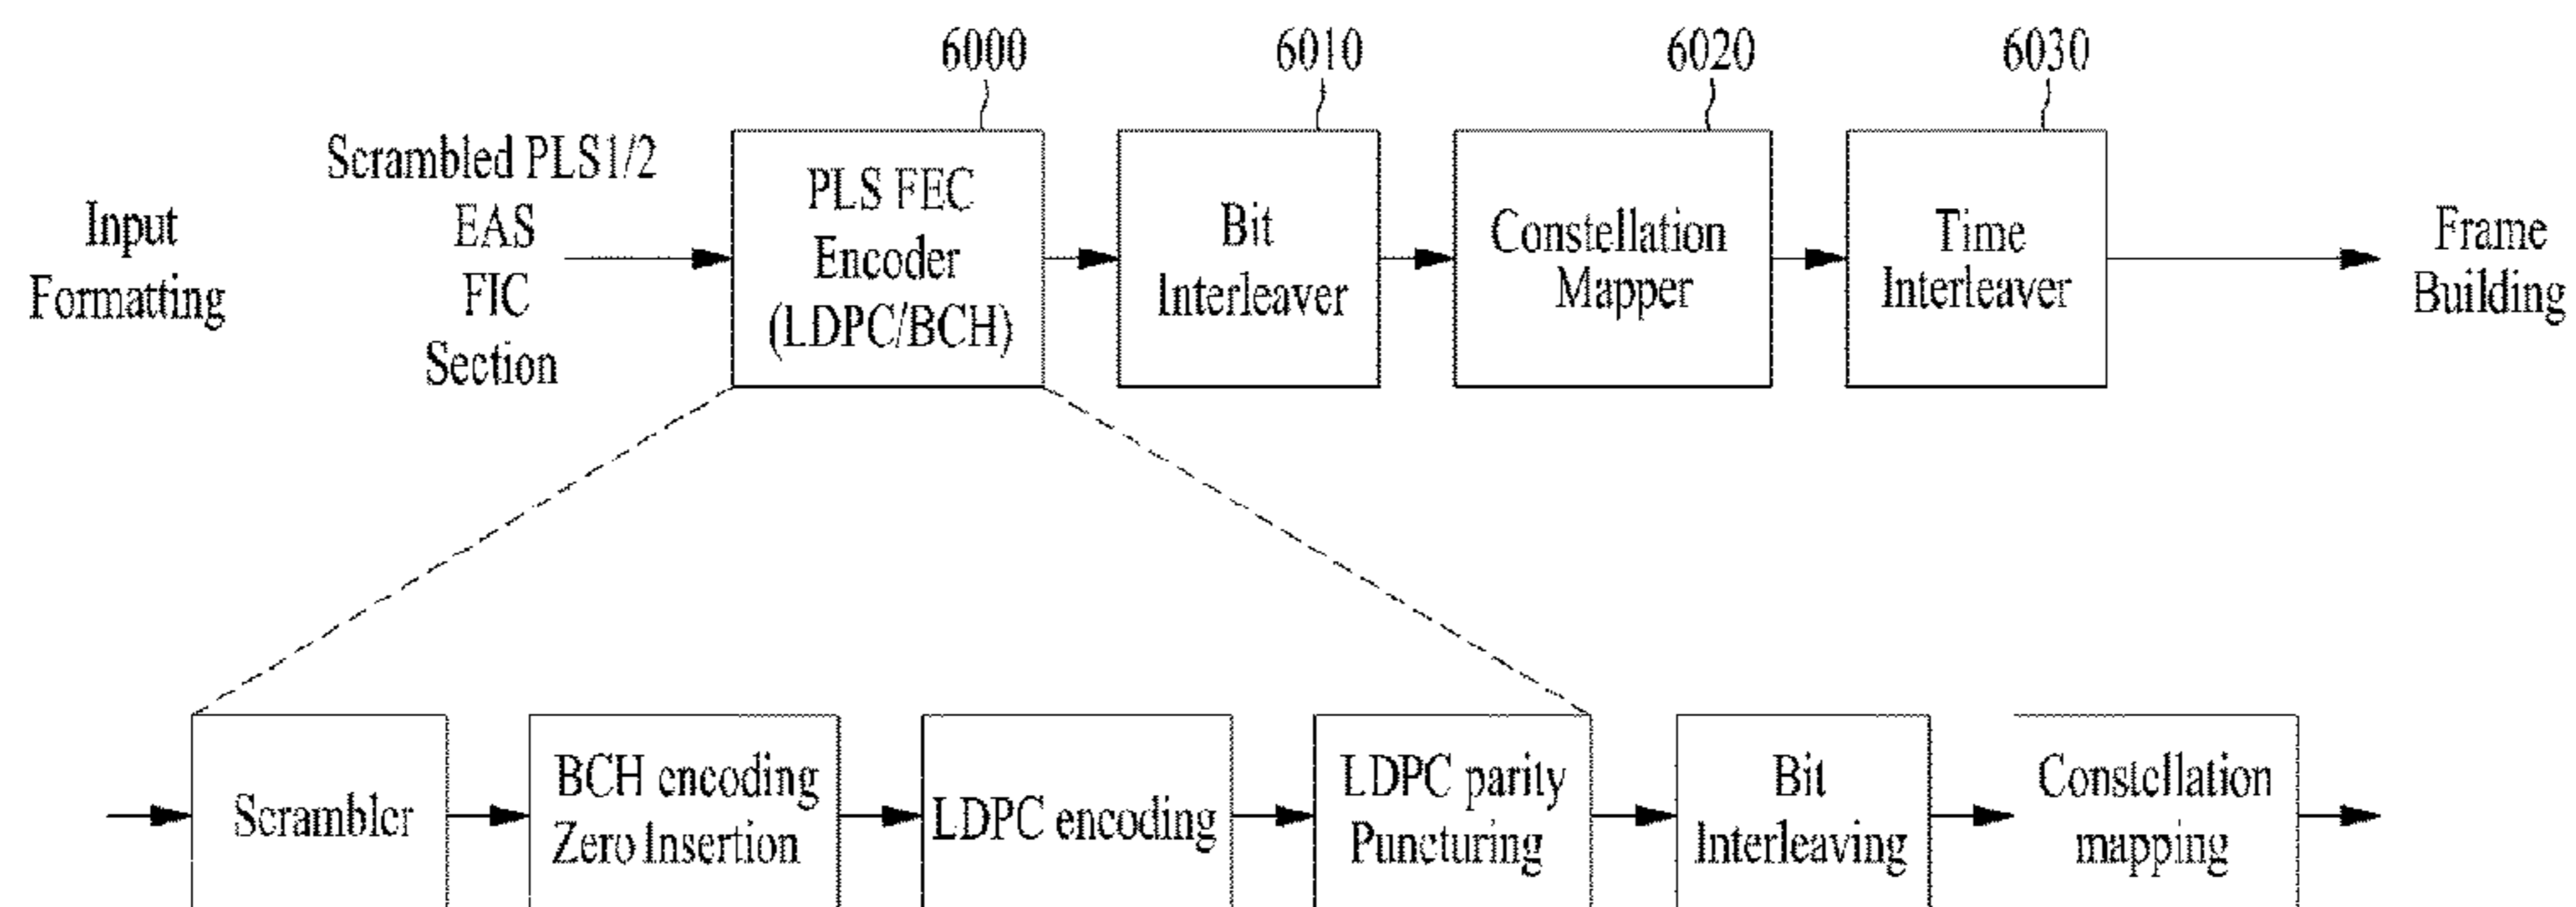 6000
6010
6020
6030
Input
Formatting
Scrambled PLS1/2
EAS
FIC
Section
PLS FEC
Encoder
(LDPC/BCH)
Bit
Interleaver
Constellation
Mapper
Time
Interleaver
Frame
Building
Scrambler
BCH encoding
Zero Insertion
LDPC encoding
LDPC parity
Puncturing
Bit
Interleaving
Constellation
mapping